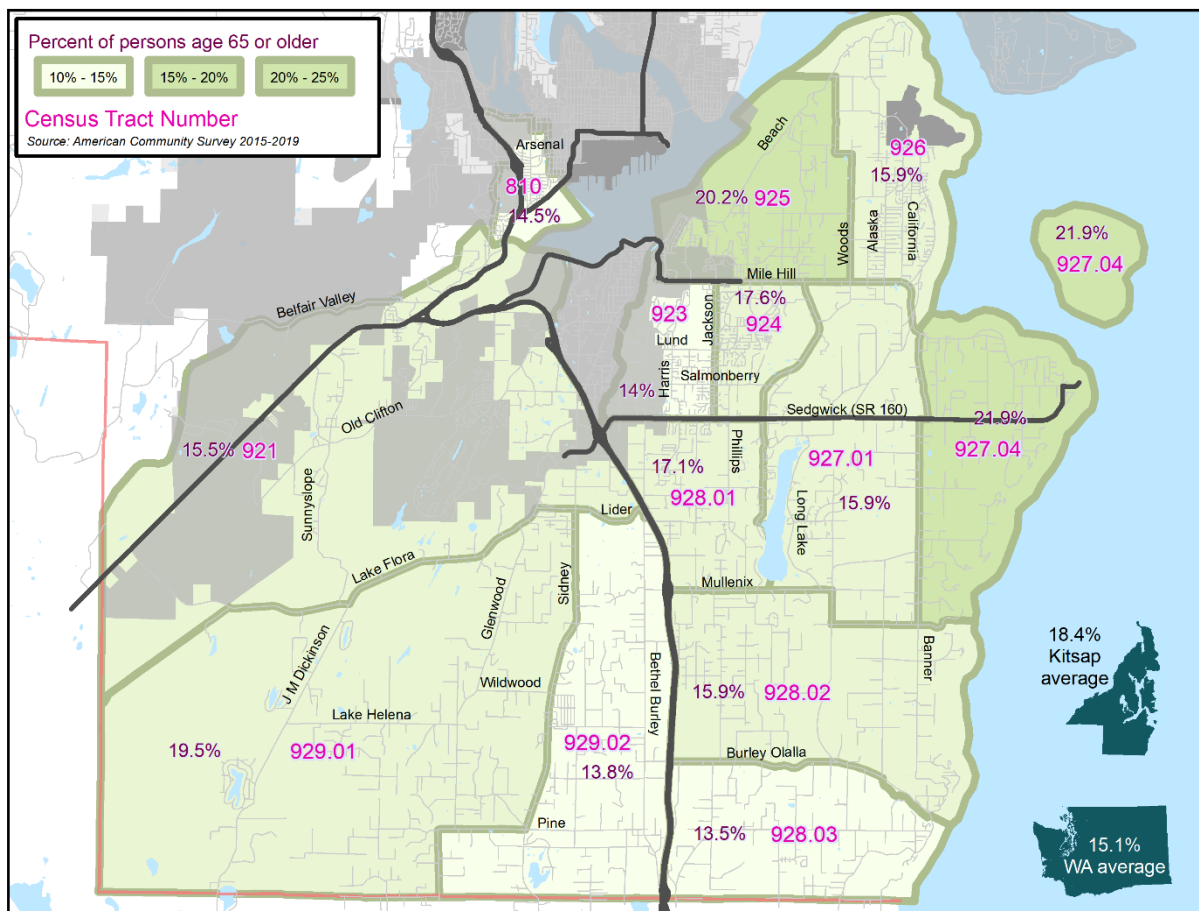 Percent of persons age 65 or older
10% - 15%
15% - 20%
20% - 25%
Census Tract Number
Source: American Community Survey 2015-2019
Arsenal
810
14.5%
Beach
926
15.9%
20.2% 925
Woods
Alaska
California
21.9%
927.04
Belfair Valley
Mile Hill
17.6%
924
923
Jackson
Lund
Harris
Salmonberry
14%
Old Clifton
Sedgwick (SR 160)
21.9%
927.04
15.5% 921
Sunnyslope
Phillips
17.1%
928.01
927.01
15.9%
Long Lake
Lider
Lake Flora
Sidney
Glenwood
Mullenix
J M Dickinson
Wildwood
Bethel Burley
Banner
18.4%
Kitsap
average
15.9% 928.02
Lake Helena
19.5% 929.01
929.02
13.8%
Burley Olalla
Pine
13.5% 928.03
15.1%
WA average